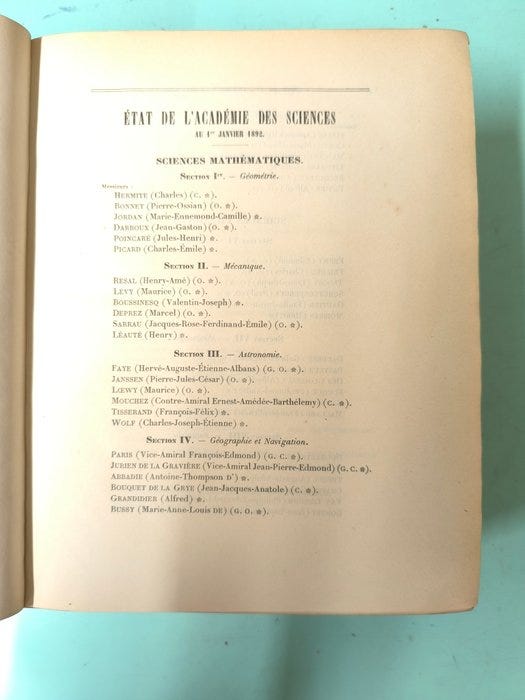 ÉTAT DE L'ACADÉMIE DES SCIENCES
AU 1er JANVIER 1892.
SCIENCES MATHÉMATIQUES.
SECTION Ire. — Géométrie.
Messieurs :
HERMITE (Charles) (C. ✻).
BONNET (Pierre-Ossian) (O. ✻).
JORDAN (Marie-Ennemond-Camille) ✻.
DARBOUX (Jean-Gaston) (O. ✻).
POINCARÉ (Jules-Henri) ✻.
PICARD (Charles-Émile) ✻.
SECTION II. — Mécanique.
RESAL (Henry-Amé) (O. ✻).
LÉVY (Maurice) (O. ✻).
BOUSSINESQ (Valentin-Joseph) ✻.
DEPREZ (Marcel) (O. ✻).
SARRAU (Jacques-Rose-Ferdinand-Émile) (O. ✻).
LÉAUTÉ (Henry) ✻.
SECTION III. — Astronomie.
FAYE (Hervé-Auguste-Étienne-Albans) (G. O. ✻).
JANSSEN (Pierre-Jules-César) (O. ✻).
LŒWY (Maurice) (O. ✻).
MOUCHEZ (Contre-Amiral Ernest-Amédée-Barthélemy) (C. ✻).
TISSERAND (François-Félix) ✻.
WOLF (Charles-Joseph-Étienne) ✻.
SECTION IV. — Géographie et Navigation.
PARIS (Vice-Amiral François-Edmond) (G. C. ✻).
JURIEN DE LA GRAVIÈRE (Vice-Amiral Jean-Pierre-Edmond) (G. C. ✻).
ABBADIE (Antoine-Thompson D') ✻.
BOUQUET DE LA GRYE (Jean-Jacques-Anatole) (C. ✻).
GRANDIDIER (Alfred) ✻.
BUSSY (Marie-Anne-Louis DE) (G. O. ✻).